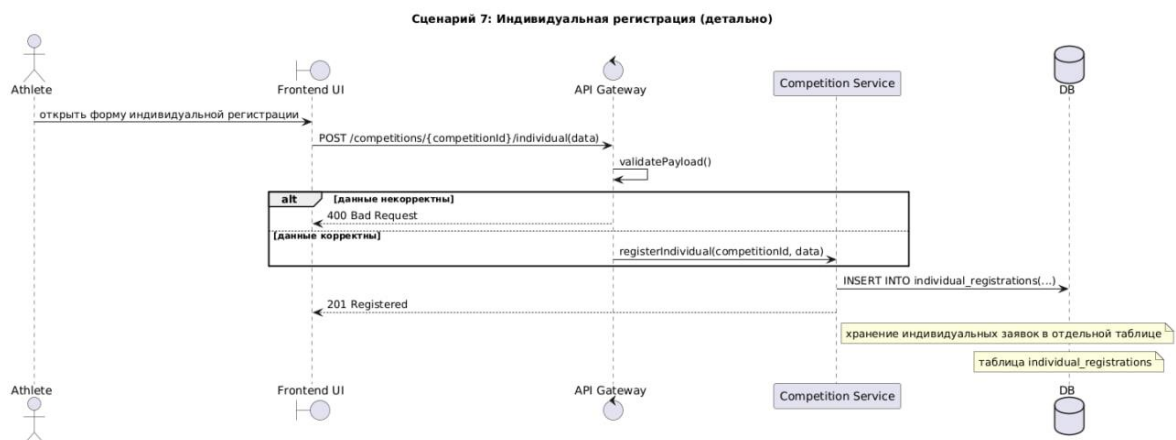 Сценарий 7: Индивидуальная регистрация (детально)
Athlete
Frontend UI
API Gateway
Competition Service
DB
открыть форму индивидуальной регистрации
POST /competitions/{competitionId}/individual(data)
validatePayload()
alt
[данные некорректны]
400 Bad Request
[данные корректны]
registerIndividual(competitionId, data)
INSERT INTO individual_registrations(...)
201 Registered
хранение индивидуальных заявок в отдельной таблице
таблица individual_registrations
Athlete
Frontend UI
API Gateway
Competition Service
DB